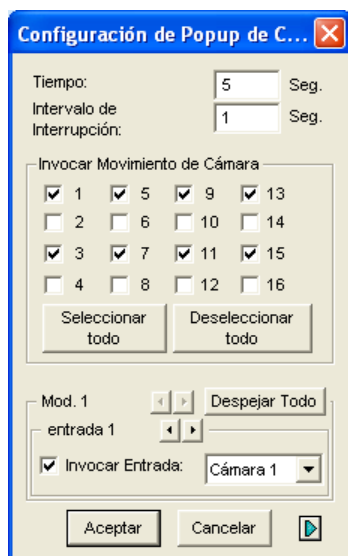 Configuración de Popup de C...
Tiempo: 5 Seg.
Intervalo de
Interrupción: 1 Seg.
Invocar Movimiento de Cámara
1 5 9 13
2 6 10 14
3 7 11 15
4 8 12 16
Seleccionar todo Deseleccionar todo
Mod. 1 Despejar Todo
entrada 1
Invocar Entrada: Cámara 1
Aceptar Cancelar